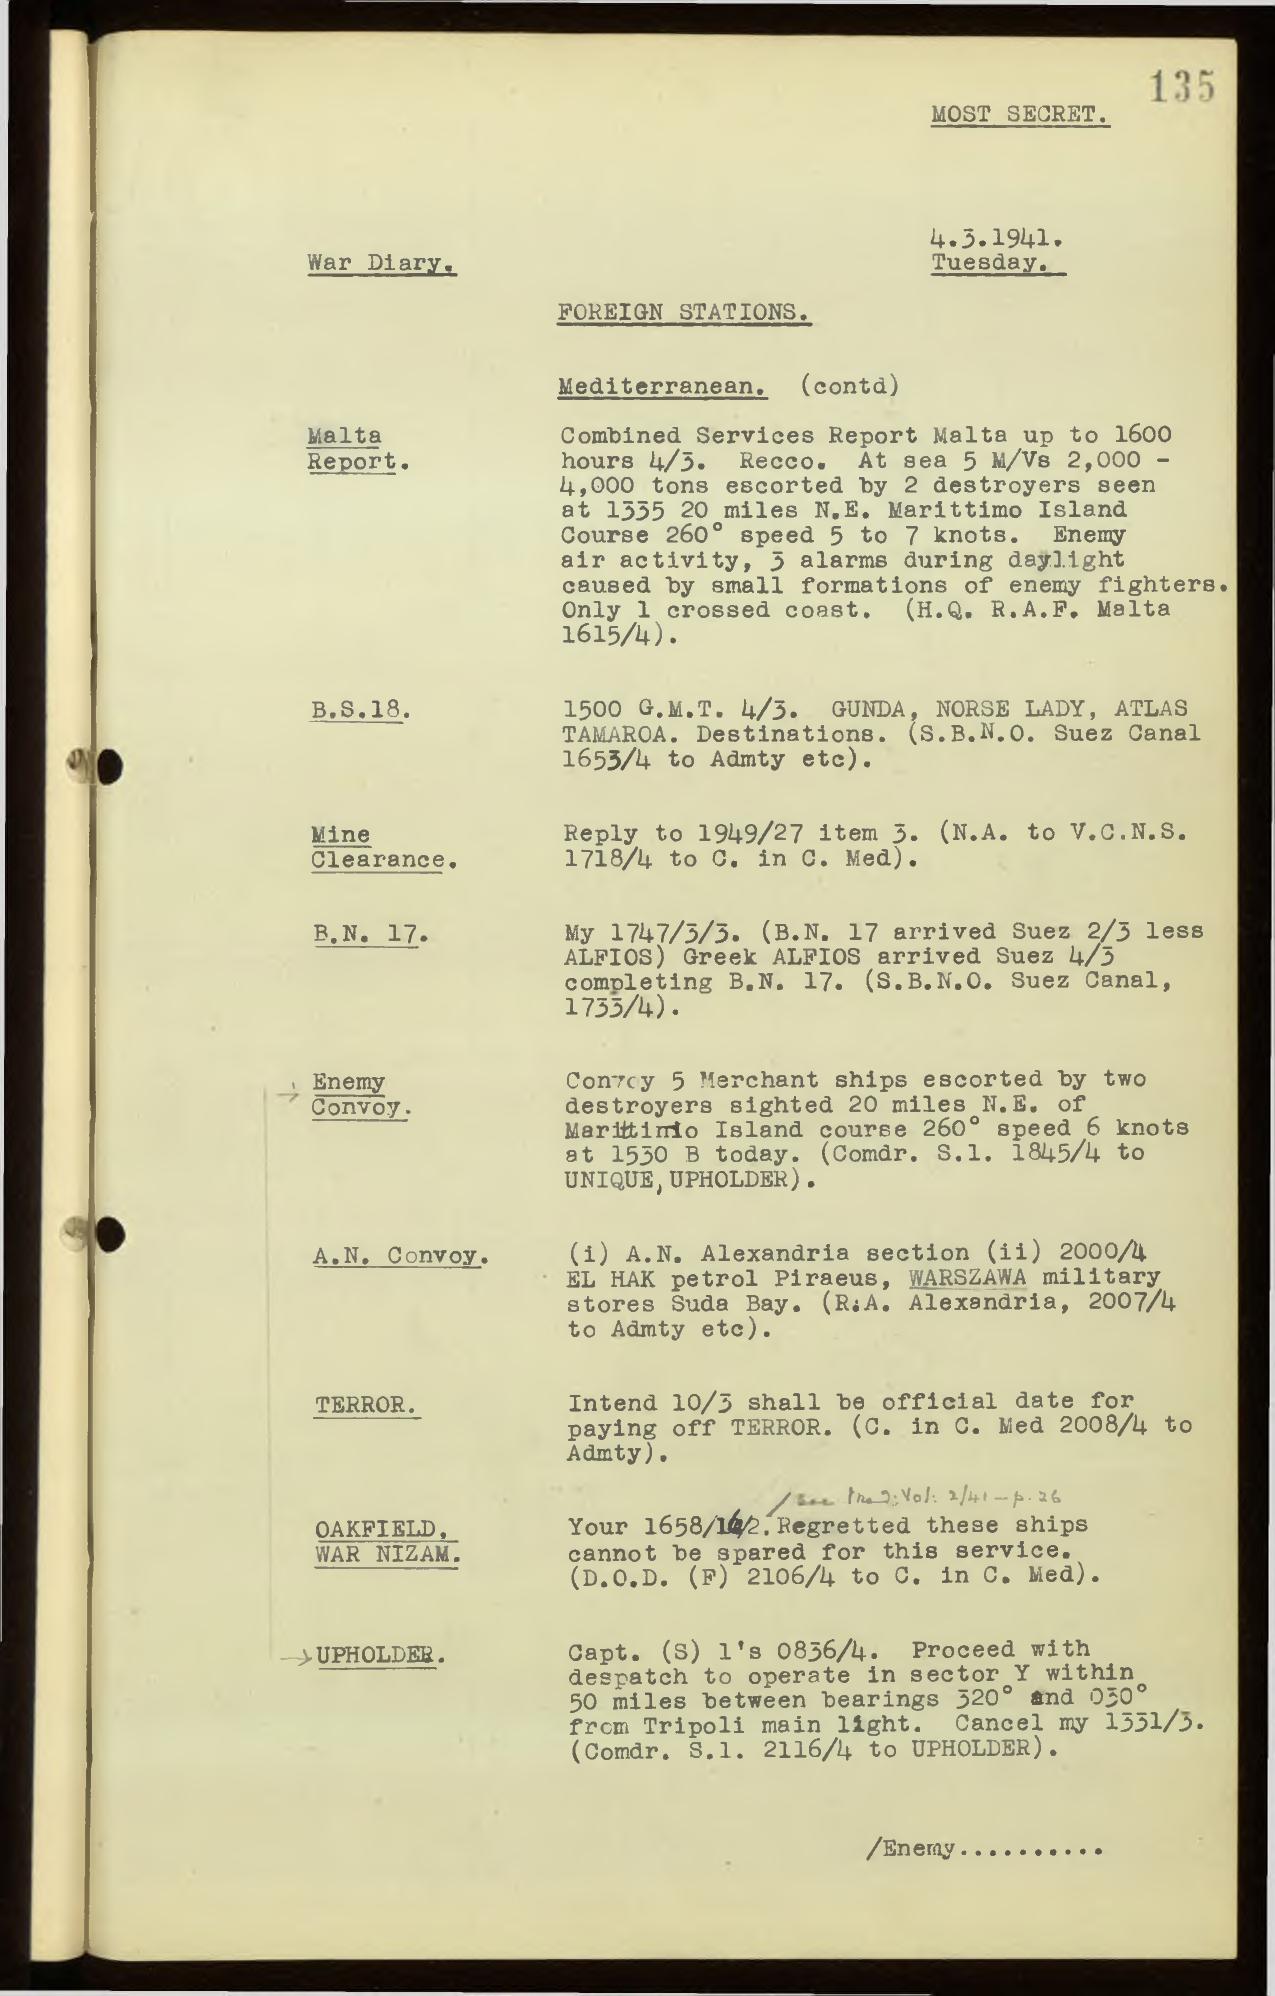 135
MOST SECRET.
4.3.1941.
War Diary.
Tuesday.
FOREIGN STATIONS.
Mediterranean. (contd)
Malta
Report.
Combined Services Report Malta up to 1600
hours 4/3. Recco. At sea 5 M/Vs 2,000 -
4,000 tons escorted by 2 destroyers seen
at 1335 20 miles N.E. Marittimo Island
Course 260° speed 5 to 7 knots. Enemy
air activity, 3 alarms during daylight
caused by small formations of enemy fighters.
Only 1 crossed coast. (H.Q. R.A.F. Malta
1615/4).
B.S.18.
1500 G.M.T. 4/3. GUNDA, NORSE LADY, ATLAS
TAMAROA. Destinations. (S.B.N.O. Suez Canal
1653/4 to Admty etc).
Mine
Clearance.
Reply to 1949/27 item 3. (N.A. to V.C.N.S.
1718/4 to C. in C. Med).
B.N. 17.
My 1747/3/3. (B.N. 17 arrived Suez 2/3 less
ALFIOS) Greek ALFIOS arrived Suez 4/3
completing B.N. 17. (S.B.N.O. Suez Canal,
1733/4).
Enemy
Convoy.
Convoy 5 Merchant ships escorted by two
destroyers sighted 20 miles N.E. of
Marittimo Island course 260° speed 6 knots
at 1530 B today. (Comdr. S.1. 1845/4 to
UNIQUE, UPHOLDER).
A.N. Convoy.
(i) A.N. Alexandria section (ii) 2000/4
EL HAK petrol Piraeus, WARSZAWA military
stores Suda Bay. (R.A. Alexandria, 2007/4
to Admty etc).
TERROR.
Intend 10/3 shall be official date for
paying off TERROR. (C. in C. Med 2008/4 to
Admty).
/see Med: Vol: 2/41 - p. 26
OAKFIELD,
WAR NIZAM.
Your 1658/16/2. Regretted these ships
cannot be spared for this service.
(D.O.D. (F) 2106/4 to C. in C. Med).
UPHOLDER.
Capt. (S) 1's 0836/4. Proceed with
despatch to operate in sector Y within
50 miles between bearings 320° and 030°
from Tripoli main light. Cancel my 1331/3.
(Comdr. S.1. 2116/4 to UPHOLDER).
/Enemy..........